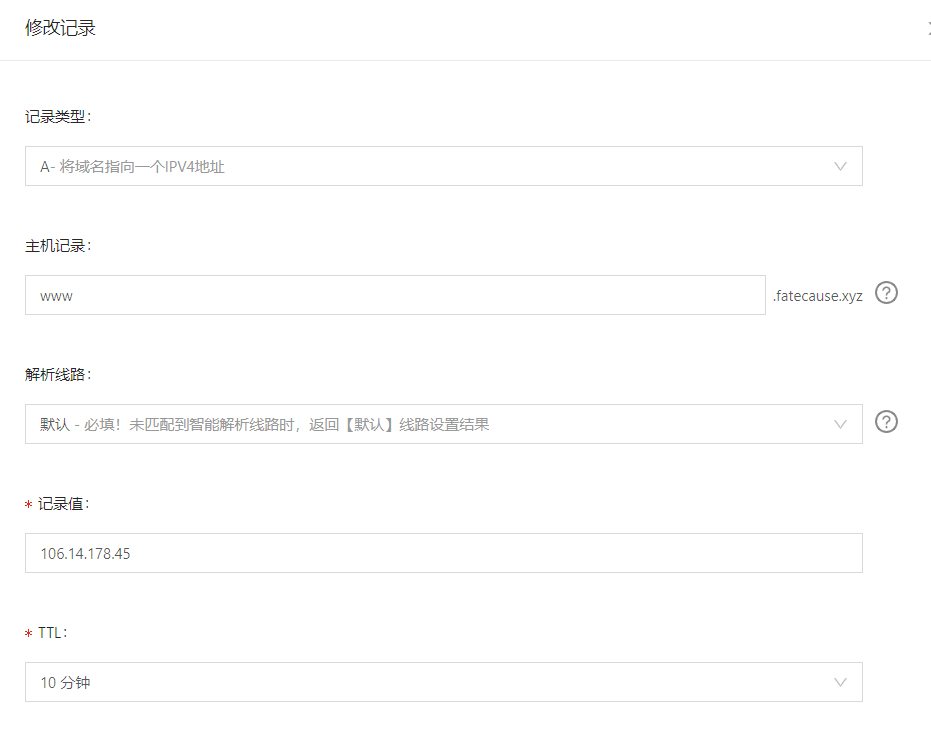 修改记录
记录类型：
A- 将域名指向一个IPV4地址
主机记录：
www .fatecause.xyz
解析线路：
默认 - 必填！未匹配到智能解析线路时，返回【默认】线路设置结果
* 记录值：
106.14.178.45
* TTL：
10 分钟